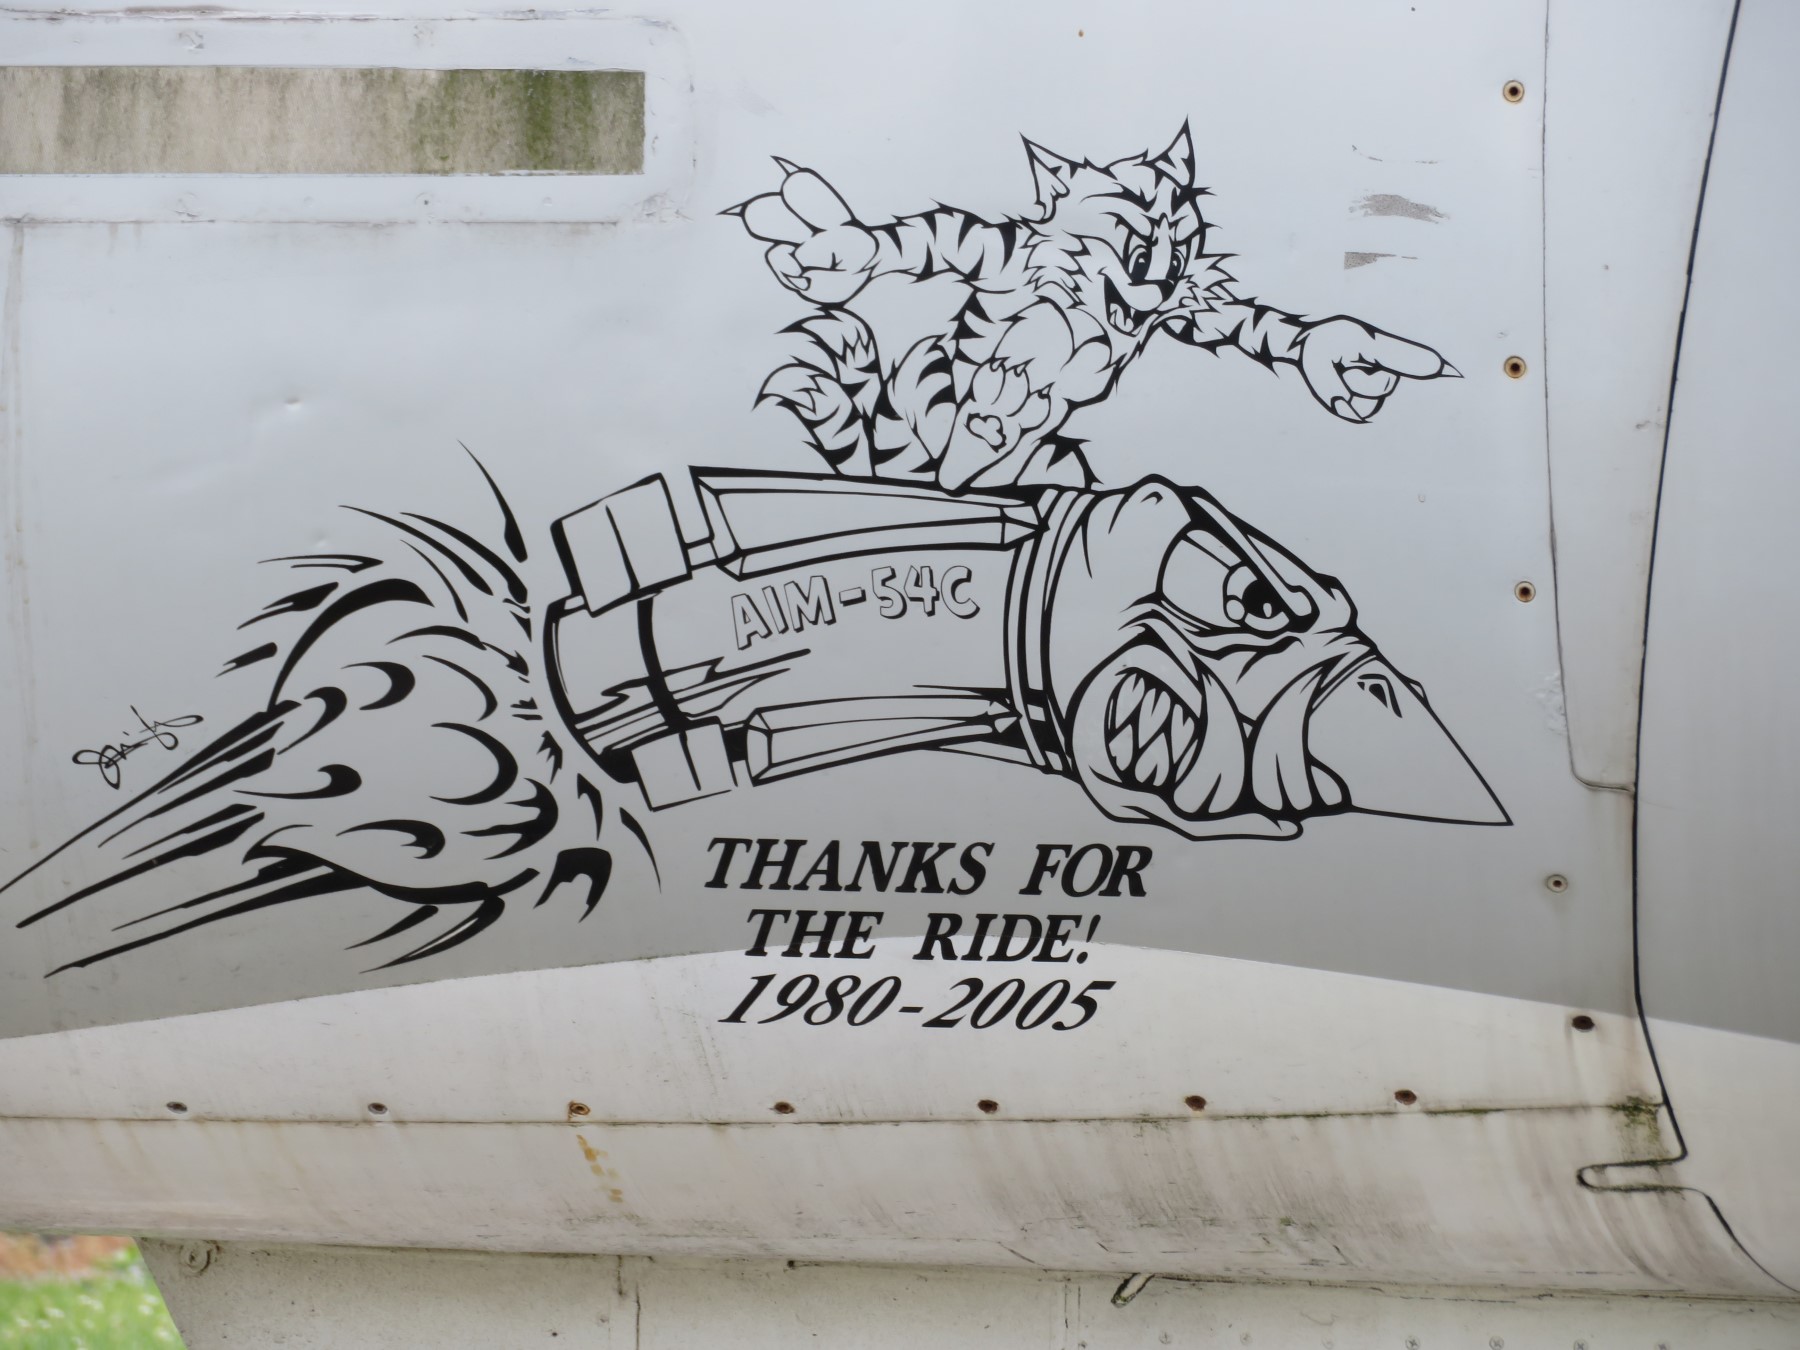 AIM-54C
THANKS FOR
THE RIDE!
1980-2005